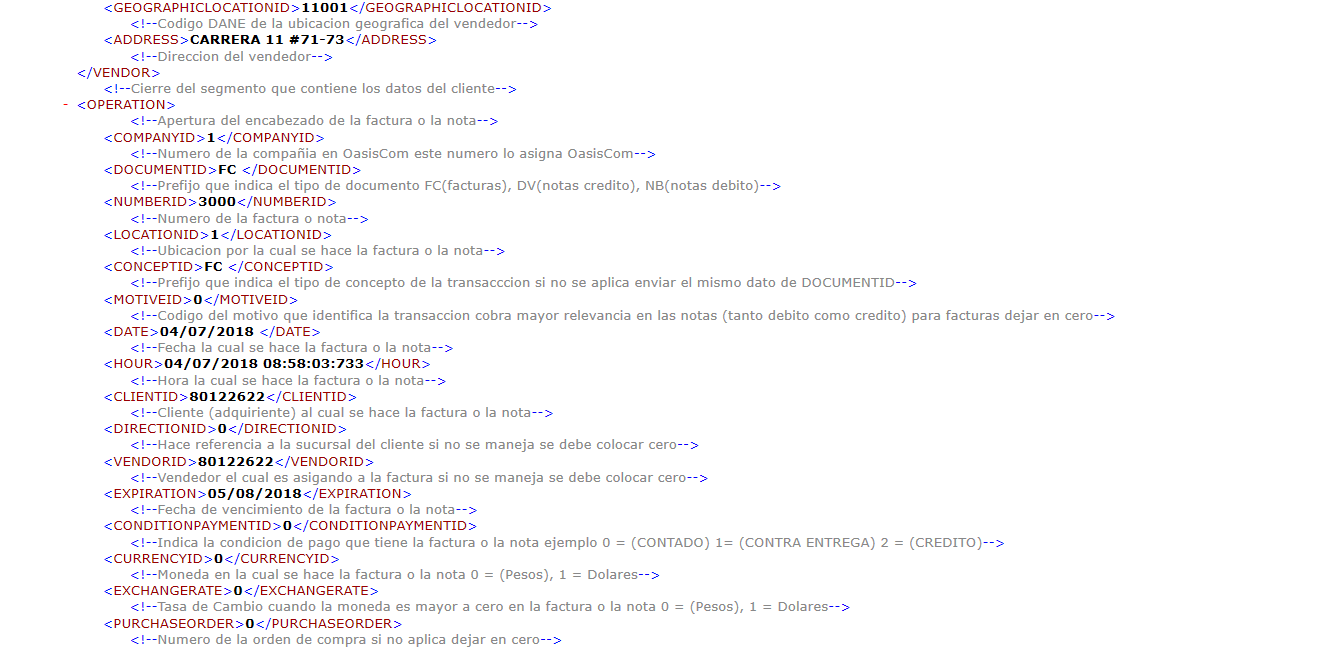 <GEOGRAPHICLOCATIONID>11001</GEOGRAPHICLOCATIONID>
<!--Codigo DANE de la ubicacion geografica del vendedor-->
<ADDRESS>CARRERA 11 #71-73</ADDRESS>
<!--Direccion del vendedor-->
</VENDOR>
<!--Cierre del segmento que contiene los datos del cliente-->
- <OPERATION>
<!--Apertura del encabezado de la factura o la nota-->
<COMPANYID>1</COMPANYID>
<!--Numero de la compañia en OasisCom este numero lo asigna OasisCom-->
<DOCUMENTID>FC </DOCUMENTID>
<!--Prefijo que indica el tipo de documento FC(facturas), DV(notas credito), NB(notas debito)-->
<NUMBERID>3000</NUMBERID>
<!--Numero de la factura o nota-->
<LOCATIONID>1</LOCATIONID>
<!--Ubicacion por la cual se hace la factura o la nota-->
<CONCEPTID>FC </CONCEPTID>
<!--Prefijo que indica el tipo de concepto de la transacccion si no se aplica enviar el mismo dato de DOCUMENTID-->
<MOTIVEID>0</MOTIVEID>
<!--Codigo del motivo que identifica la transaccion cobra mayor relevancia en las notas (tanto debito como credito) para facturas dejar en cero-->
<DATE>04/07/2018 </DATE>
<!--Fecha la cual se hace la factura o la nota-->
<HOUR>04/07/2018 08:58:03:733</HOUR>
<!--Hora la cual se hace la factura o la nota-->
<CLIENTID>80122622</CLIENTID>
<!--Cliente (adquiriente) al cual se hace la factura o la nota-->
<DIRECTIONID>0</DIRECTIONID>
<!--Hace referencia a la sucursal del cliente si no se maneja se debe colocar cero-->
<VENDORID>80122622</VENDORID>
<!--Vendedor el cual es asigando a la factura si no se maneja se debe colocar cero-->
<EXPIRATION>05/08/2018</EXPIRATION>
<!--Fecha de vencimiento de la factura o la nota-->
<CONDITIONPAYMENTID>0</CONDITIONPAYMENTID>
<!--Indica la condicion de pago que tiene la factura o la nota ejemplo 0 = (CONTADO) 1= (CONTRA ENTREGA) 2 = (CREDITO)-->
<CURRENCYID>0</CURRENCYID>
<!--Moneda en la cual se hace la factura o la nota 0 = (Pesos), 1 = Dolares-->
<EXCHANGERATE>0</EXCHANGERATE>
<!--Tasa de Cambio cuando la moneda es mayor a cero en la factura o la nota 0 = (Pesos), 1 = Dolares-->
<PURCHASEORDER>0</PURCHASEORDER>
<!--Numero de la orden de compra si no aplica dejar en cero-->